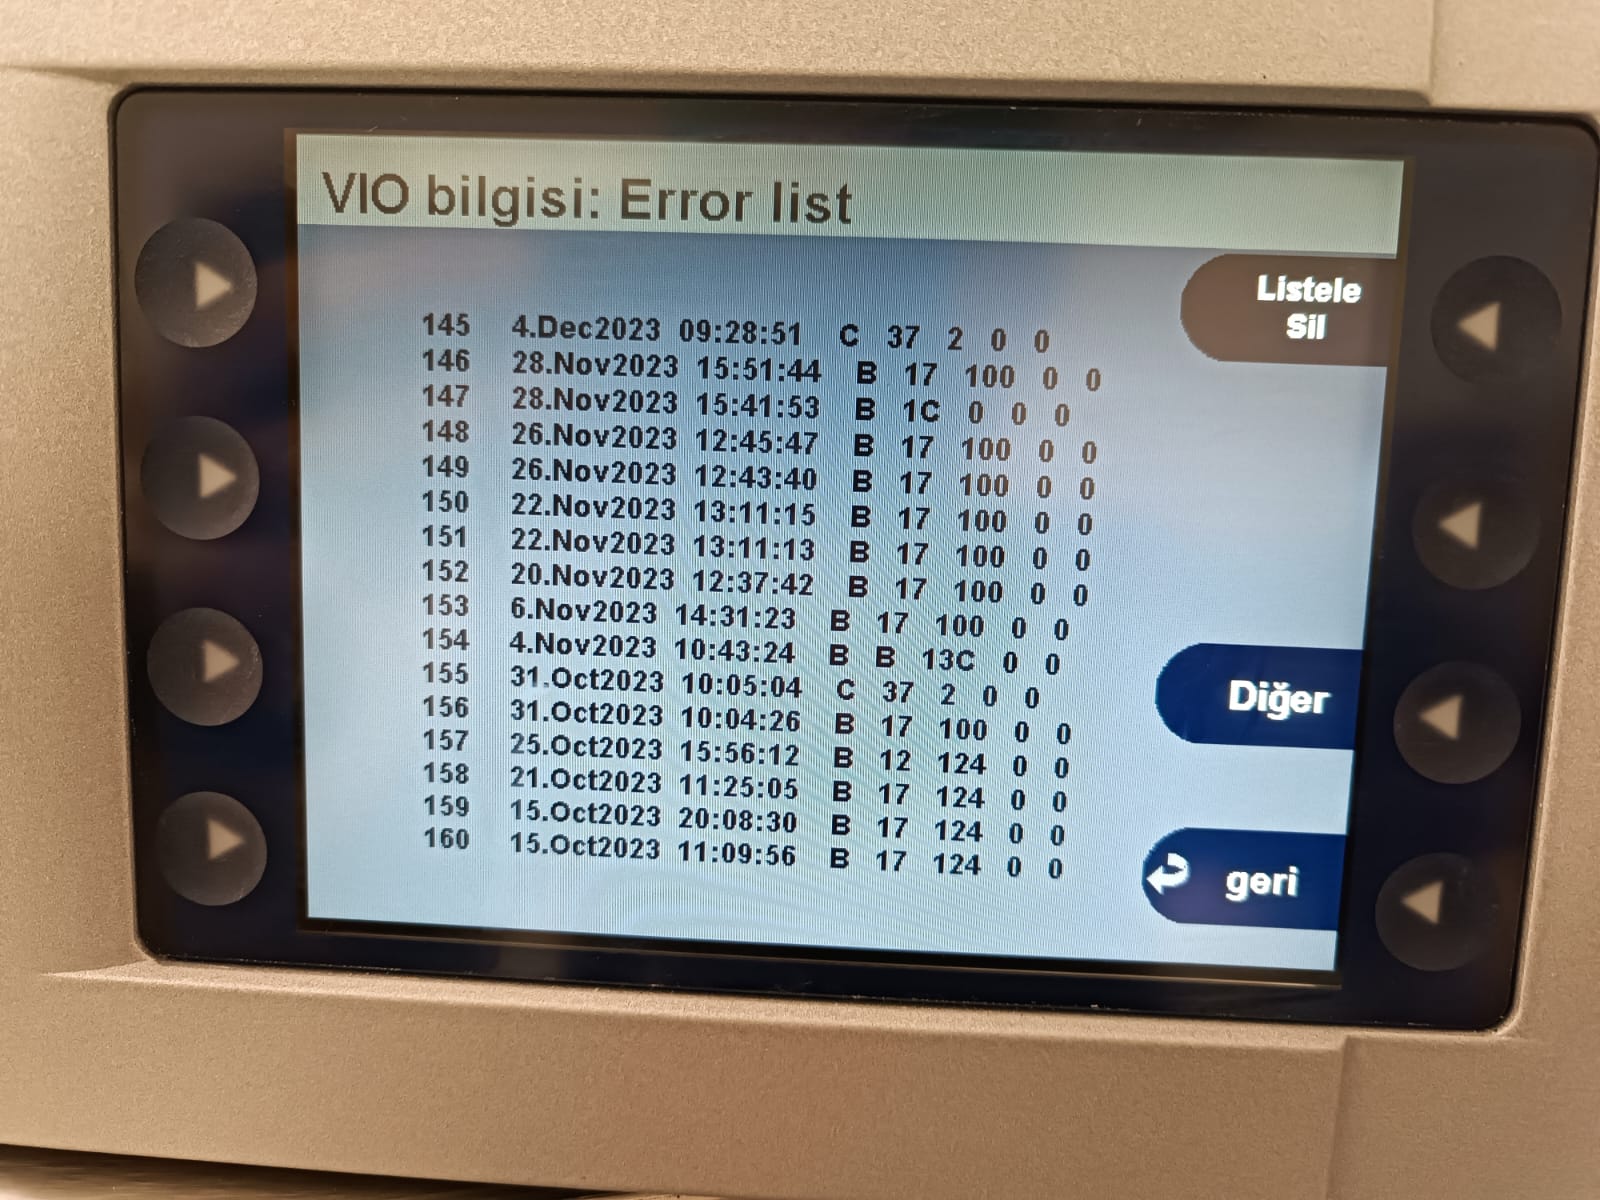 VIO bilgisi: Error list
Listele
Sil
145 4.Dec2023 09:28:51 C 37 2 0 0
146 28.Nov2023 15:51:44 B 17 100 0 0
147 28.Nov2023 15:41:53 B 1C 0 0 0
148 26.Nov2023 12:45:47 B 17 100 0 0
149 26.Nov2023 12:43:40 B 17 100 0 0
150 22.Nov2023 13:11:15 B 17 100 0 0
151 22.Nov2023 13:11:13 B 17 100 0 0
152 20.Nov2023 12:37:42 B 17 100 0 0
153 6.Nov2023 14:31:23 B 17 100 0 0
154 4.Nov2023 10:43:24 B B 13C 0 0
155 31.Oct2023 10:05:04 C 37 2 0 0
156 31.Oct2023 10:04:26 B 17 100 0 0
157 25.Oct2023 15:56:12 B 12 124 0 0
158 21.Oct2023 11:25:05 B 17 124 0 0
159 15.Oct2023 20:08:30 B 17 124 0 0
160 15.Oct2023 11:09:56 B 17 124 0 0
Diğer
geri